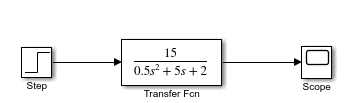 15
0.5s² + 5s + 2
Step
Transfer Fcn
Scope